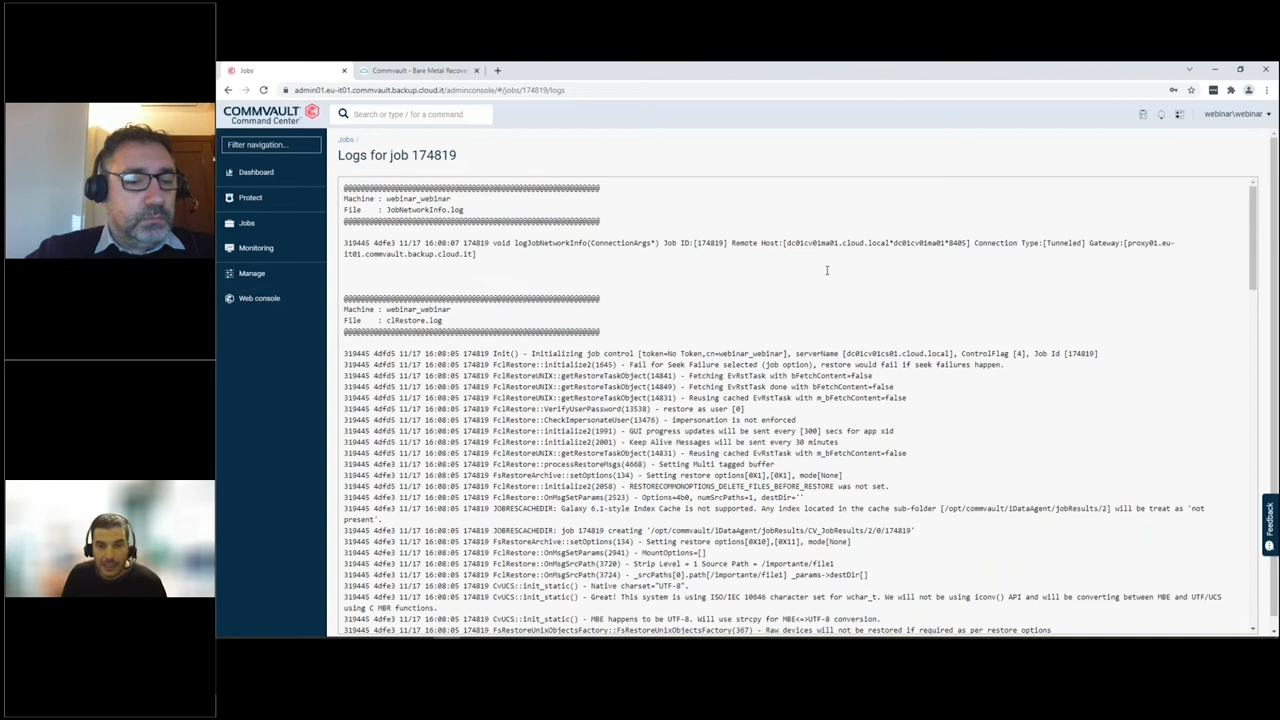 Jobs
Commvault - Bare Metal Recove
admin01.eu-it01.commvault.backup.cloud.it/adminconsole/#/jobs/174819/logs
COMMVAULT
Command Center
Search or type / for a command
webinar\webinar
Filter navigation...
Dashboard
Protect
Jobs
Monitoring
Manage
Web console
Jobs /
Logs for job 174819
Machine : webinar_webinar
File : JobNetworkInfo.log
319445 4dfe3 11/17 16:08:07 174819 void logJobNetworkInfo(ConnectionArgs*) Job ID:[174819] Remote Host:[dc01cv01ma01.cloud.local*dc01cv01ma01*8405] Connection Type:[Tunneled] Gateway:[proxy01.eu-
it01.commvault.backup.cloud.it]
Machine : webinar_webinar
File : clRestore.log
319445 4dfd5 11/17 16:08:05 174819 Init() - Initializing job control [token=No Token,cn=webinar_webinar], serverName [dc01cv01cs01.cloud.local], ControlFlag [4], Job Id [174819]
319445 4dfe3 11/17 16:08:05 174819 FclRestore::initialize2(1645) - Fail for Seek Failure selected (job option), restore would fail if seek failures happen.
319445 4dfe3 11/17 16:08:05 174819 FclRestoreUNIX::getRestoreTaskObject(14841) - Fetching EvRstTask with bFetchContent=false
319445 4dfe3 11/17 16:08:05 174819 FclRestoreUNIX::getRestoreTaskObject(14849) - Fetching EvRstTask done with bFetchContent=false
319445 4dfe3 11/17 16:08:05 174819 FclRestoreUNIX::getRestoreTaskObject(14831) - Reusing cached EvRstTask with m_bFetchContent=false
319445 4dfe3 11/17 16:08:05 174819 FclRestore::VerifyUserPassword(13538) - restore as user [0]
319445 4dfe3 11/17 16:08:05 174819 FclRestore::CheckImpersonateUser(13476) - impersonation is not enforced
319445 4dfe3 11/17 16:08:05 174819 FclRestore::initialize2(1991) - GUI progress updates will be sent every [300] secs for app xid
319445 4dfe3 11/17 16:08:05 174819 FclRestore::initialize2(2001) - Keep Alive Messages will be sent every 30 minutes
319445 4dfe3 11/17 16:08:05 174819 FclRestoreUNIX::getRestoreTaskObject(14831) - Reusing cached EvRstTask with m_bFetchContent=false
319445 4dfe3 11/17 16:08:05 174819 FclRestore::processRestoreMsgs(4668) - Setting Multi tagged buffer
319445 4dfe3 11/17 16:08:05 174819 FsRestoreArchive::setOptions(134) - Setting restore options[0X1],[0X1], mode[None]
319445 4dfe3 11/17 16:08:05 174819 FclRestore::initialize2(2058) - RESTORECOMMONOPTIONS_DELETE_FILES_BEFORE_RESTORE was not set.
319445 4dfe3 11/17 16:08:05 174819 FclRestore::OnMsgSetParams(2523) - Options=4b0, numSrcPaths=1, destDir=''
319445 4dfe3 11/17 16:08:05 174819 JOBRESCACHEDIR: Galaxy 6.1-style Index Cache is not supported. Any index located in the cache sub-folder [/opt/commvault/iDataAgent/jobResults/2] will be treat as 'not
present'.
319445 4dfe3 11/17 16:08:05 174819 JOBRESCACHEDIR: job 174819 creating '/opt/commvault/iDataAgent/jobResults/CV_JobResults/2/0/174819'
319445 4dfe3 11/17 16:08:05 174819 FsRestoreArchive::setOptions(134) - Setting restore options[0X10],[0X11], mode[None]
319445 4dfe3 11/17 16:08:05 174819 FclRestore::OnMsgSetParams(2941) - MountOptions=[]
319445 4dfe3 11/17 16:08:05 174819 FclRestore::OnMsgSrcPath(3720) - Strip Level = 1 Source Path = /importante/file1
319445 4dfe3 11/17 16:08:05 174819 FclRestore::OnMsgSrcPath(3724) - _srcPaths[0].path[/importante/file1] _params->destDir[]
319445 4dfe3 11/17 16:08:05 174819 CvUCS::init_static() - Native charset="UTF-8".
319445 4dfe3 11/17 16:08:05 174819 CvUCS::init_static() - Great! This system is using ISO/IEC 10646 character set for wchar_t. We will not be using iconv() API and will be converting between MBE and UTF/UCS
using C MBR functions.
319445 4dfe3 11/17 16:08:05 174819 CvUCS::init_static() - MBE happens to be UTF-8. Will use strcpy for MBE<=>UTF-8 conversion.
319445 4dfe3 11/17 16:08:05 174819 FsRestoreUnixObjectsFactory::FsRestoreUnixObjectsFactory(367) - Raw devices will not be restored if required as per restore options
Feedback